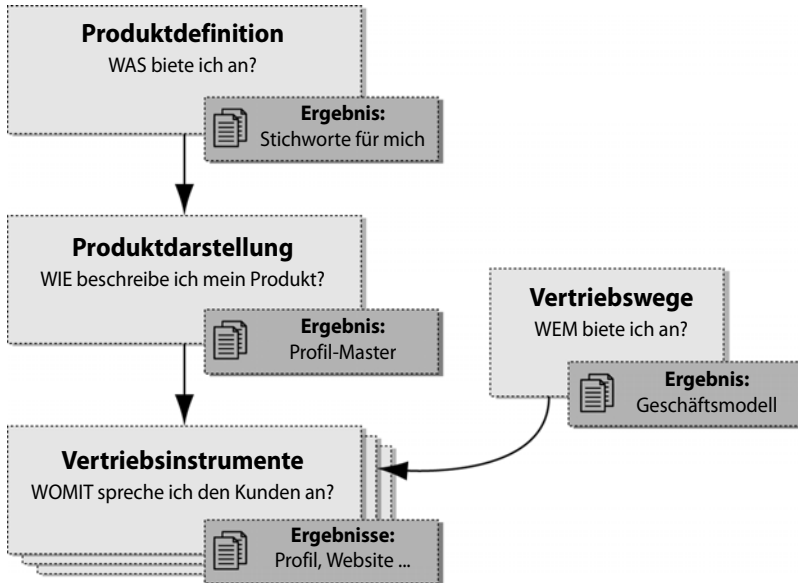 Produktdefinition
WAS biete ich an?
Ergebnis:
Stichworte für mich
Produktdarstellung
WIE beschreibe ich mein Produkt?
Ergebnis:
Profil-Master
Vertriebswege
WEM biete ich an?
Ergebnis:
Geschäftsmodell
Vertriebsinstrumente
WOMIT spreche ich den Kunden an?
Ergebnisse:
Profil, Website ...